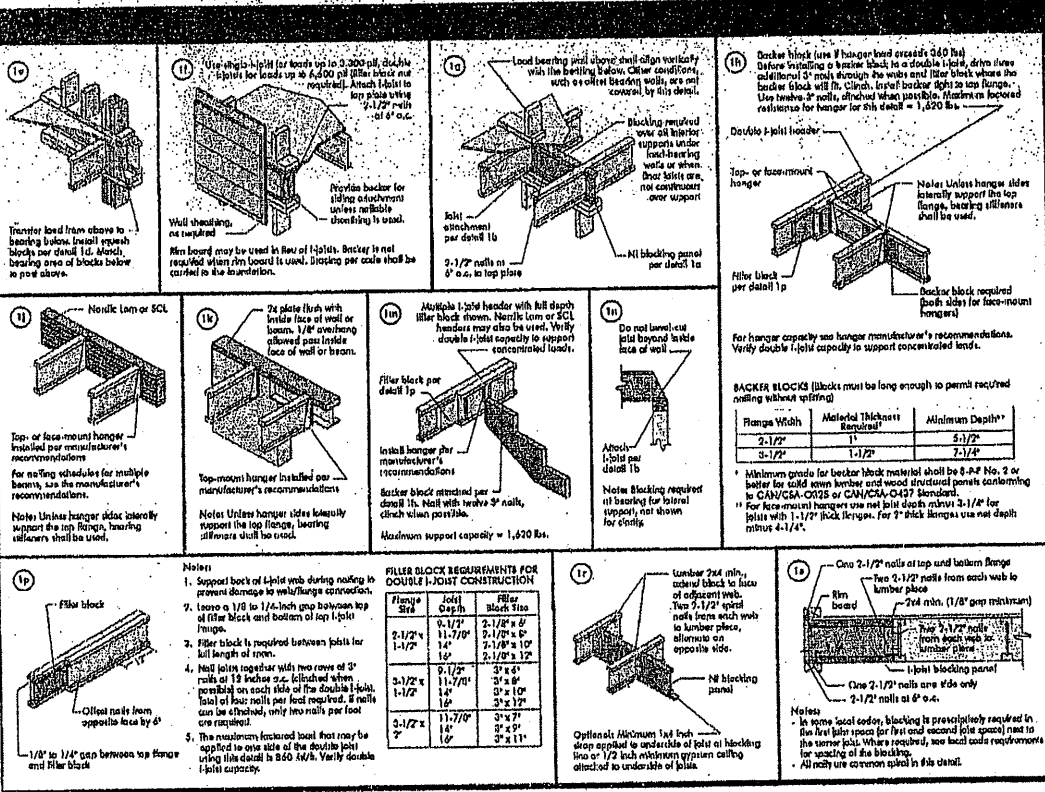 1e
Transfer load from above to
bearing below. Install squash
blocks per detail 1d. Match
bearing area of blocks below
to post above.
1f
Use single I-joist for loads up to 3,300 plf, double
I-joists for loads up to 6,600 plf (filler block not
required). Attach I-joist to
top plate using
2-1/2" nails
at 6" o.c.
Provide backer for
siding attachment
unless nailable
sheathing is used.
Wall sheathing,
as required
Rim board may be used in lieu of I-joists. Backer is not
required when rim board is used. Bracing per code shall be
carried to the foundation.
1g
Load bearing wall above shall align vertically
with the bearing below. Other conditions,
such as offset bearing walls, are not
covered by this detail.
Blocking required
over all interior
supports under
load-bearing
walls or when
floor joists are
not continuous
over support
Joist
attachment
per detail 1b
2-1/2" nails at
6" o.c. to top plate
NI blocking panel
per detail 1a
1h
Backer block (use if hanger load exceeds 360 lbs)
Before installing a backer block to a double I-joist, drive three
additional 3" nails through the webs and filler block where the
backer block will fit. Clinch. Install backer tight to top flange.
Use twelve 3" nails, clinched when possible. Maximum factored
resistance for hanger for this detail = 1,620 lbs.
Double I-joist header
Top- or face-mount
hanger
Note: Unless hanger sides
laterally support the top
flange, bearing stiffeners
shall be used.
Filler block
per detail 1p
Backer block required
(both sides for face-mount
hangers)
For hanger capacity see hanger manufacturer's recommendations.
Verify double I-joist capacity to support concentrated loads.
BACKER BLOCKS (Blocks must be long enough to permit required
nailing without splitting)
Flange Width Material Thickness Required* Minimum Depth**
2-1/2" 1" 5-1/2"
3-1/2" 1-1/2" 7-1/4"
* Minimum grade for backer block material shall be S-P-F No. 2 or
better for solid sawn lumber and wood structural panels conforming
to CAN/CSA-O325 or CAN/CSA-O437 Standard.
** For face-mount hangers use net joist depth minus 3-1/4" for
joists with 1-1/2" thick flanges. For 2" thick flanges use net depth
minus 4-1/4".
Nordic Lam or SCL
Top- or face-mount hanger
installed per manufacturer's
recommendations
For nailing schedules for multiple
beams, see the manufacturer's
recommendations.
Note: Unless hanger sides laterally
support the top flange, bearing
stiffeners shall be used.
1k
2x plate flush with
inside face of wall or
beam. 1/8" overhang
allowed past inside
face of wall or beam.
Top-mount hanger installed per
manufacturer's recommendations
Note: Unless hanger sides laterally
support the top flange, bearing
stiffeners shall be used.
1m
Multiple I-joist header with full depth
filler block shown. Nordic Lam or SCL
headers may also be used. Verify
double I-joist capacity to support
concentrated loads.
Filler block per
detail 1p
Install hanger per
manufacturer's
recommendations
Backer block attached per
detail 1h. Nail with twelve 3" nails,
clinch when possible.
Maximum support capacity = 1,620 lbs.
1n
Do not bevel-cut
joist beyond inside
face of wall
Attach
I-joist per
detail 1b
Note: Blocking required
at bearing for lateral
support, not shown
for clarity.
1p
Filler block
12"
Offset nails from
opposite face by 6"
1/8" to 1/4" gap between top flange
and filler block
Notes:
1. Support back of I-joist web during nailing to
prevent damage to web/flange connection.
2. Leave a 1/8 to 1/4-inch gap between top
of filler block and bottom of top I-joist
flange.
3. Filler block is required between joists for
full length of span.
4. Nail joists together with two rows of 3"
nails at 12 inches o.c. (clinched when
possible) on each side of the double I-joist.
Total of four nails per foot required. If nails
can be clinched, only two nails per foot
are required.
5. The maximum factored load that may be
applied to one side of the double joist
using this detail is 860 lbf/ft. Verify double
I-joist capacity.
FILLER BLOCK REQUIREMENTS FOR
DOUBLE I-JOIST CONSTRUCTION
Flange Size Joist Depth Filler Block Size
2-1/2" x 1-1/2"
9-1/2" 2-1/8" x 6"
11-7/8" 2-1/8" x 8"
14" 2-1/8" x 10"
16" 2-1/8" x 12"
3-1/2" x 1-1/2"
9-1/2" 3" x 6"
11-7/8" 3" x 8"
14" 3" x 10"
16" 3" x 12"
3-1/2" x 2"
11-7/8" 3" x 7"
14" 3" x 9"
16" 3" x 11"
1r
Lumber 2x4 min.,
extend block to face
of adjacent web.
Two 2-1/2" spiral
nails from each web
to lumber piece,
alternate on
opposite side.
NI blocking
panel
Optional: Minimum 1x4 inch
strap applied to underside of joist at blocking
line or 1/2 inch minimum gypsum ceiling
attached to underside of joists.
1s
One 2-1/2" nails at top and bottom flange
Two 2-1/2" nails from each web to
lumber piece
Rim
board
2x4 min. (1/8" gap minimum)
Two 2-1/2" nails
from each web to
lumber piece
I-joist blocking panel
One 2-1/2" nails one side only
2-1/2" nails at 6" o.c.
Notes:
- In some local codes, blocking is prescriptively required in
the first joist space (or first and second joist space) next to
the starter joist. Where required, see local code requirements
for spacing of the blocking.
- All nails are common spiral in this detail.